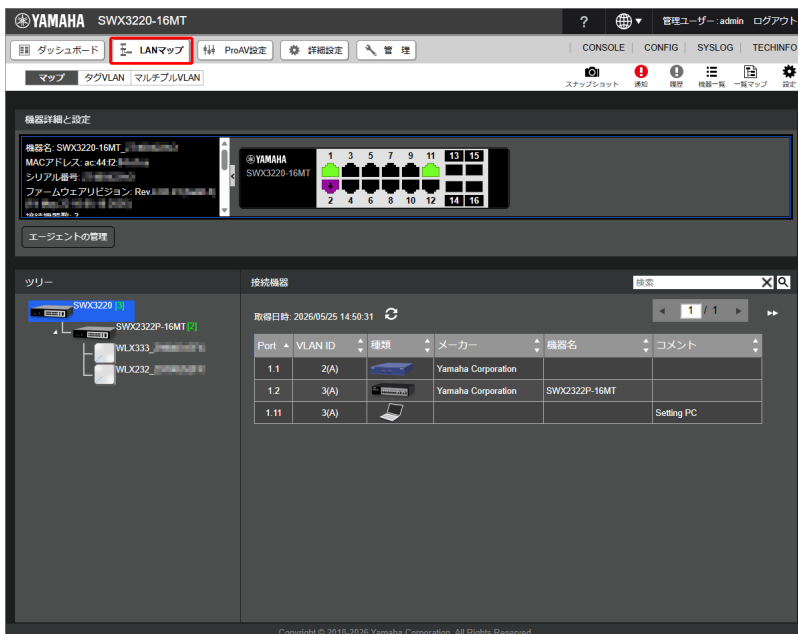 YAMAHA SWX3220-16MT
? 管理ユーザー:admin ログアウト
ダッシュボード LANマップ ProAV設定 詳細設定 管 理
CONSOLE CONFIG SYSLOG TECHINFO
マップ タグVLAN マルチプルVLAN
スナップショット 通知 履歴 機器一覧 一覧マップ 設定
機器詳細と設定
機器名: SWX3220-16MT_
MACアドレス: ac:44:f2:
シリアル番号:
ファームウェアリビジョン: Rev.
接続機器数: 3
YAMAHA
SWX3220-16MT
1 3 5 7 9 11 13 15
2 4 6 8 10 12 14 16
エージェントの管理
ツリー
SWX3220 [3]
SWX2322P-16MT[2]
WLX333_
WLX232_
接続機器
検索
取得日時: 2026/05/25 14:50:31
1 / 1
Port VLAN ID 種類 メーカー 機器名 コメント
1.1 2(A) Yamaha Corporation
1.2 3(A) Yamaha Corporation SWX2322P-16MT
1.11 3(A) Setting PC
Copyright © 2018-2026 Yamaha Corporation. All Rights Reserved.